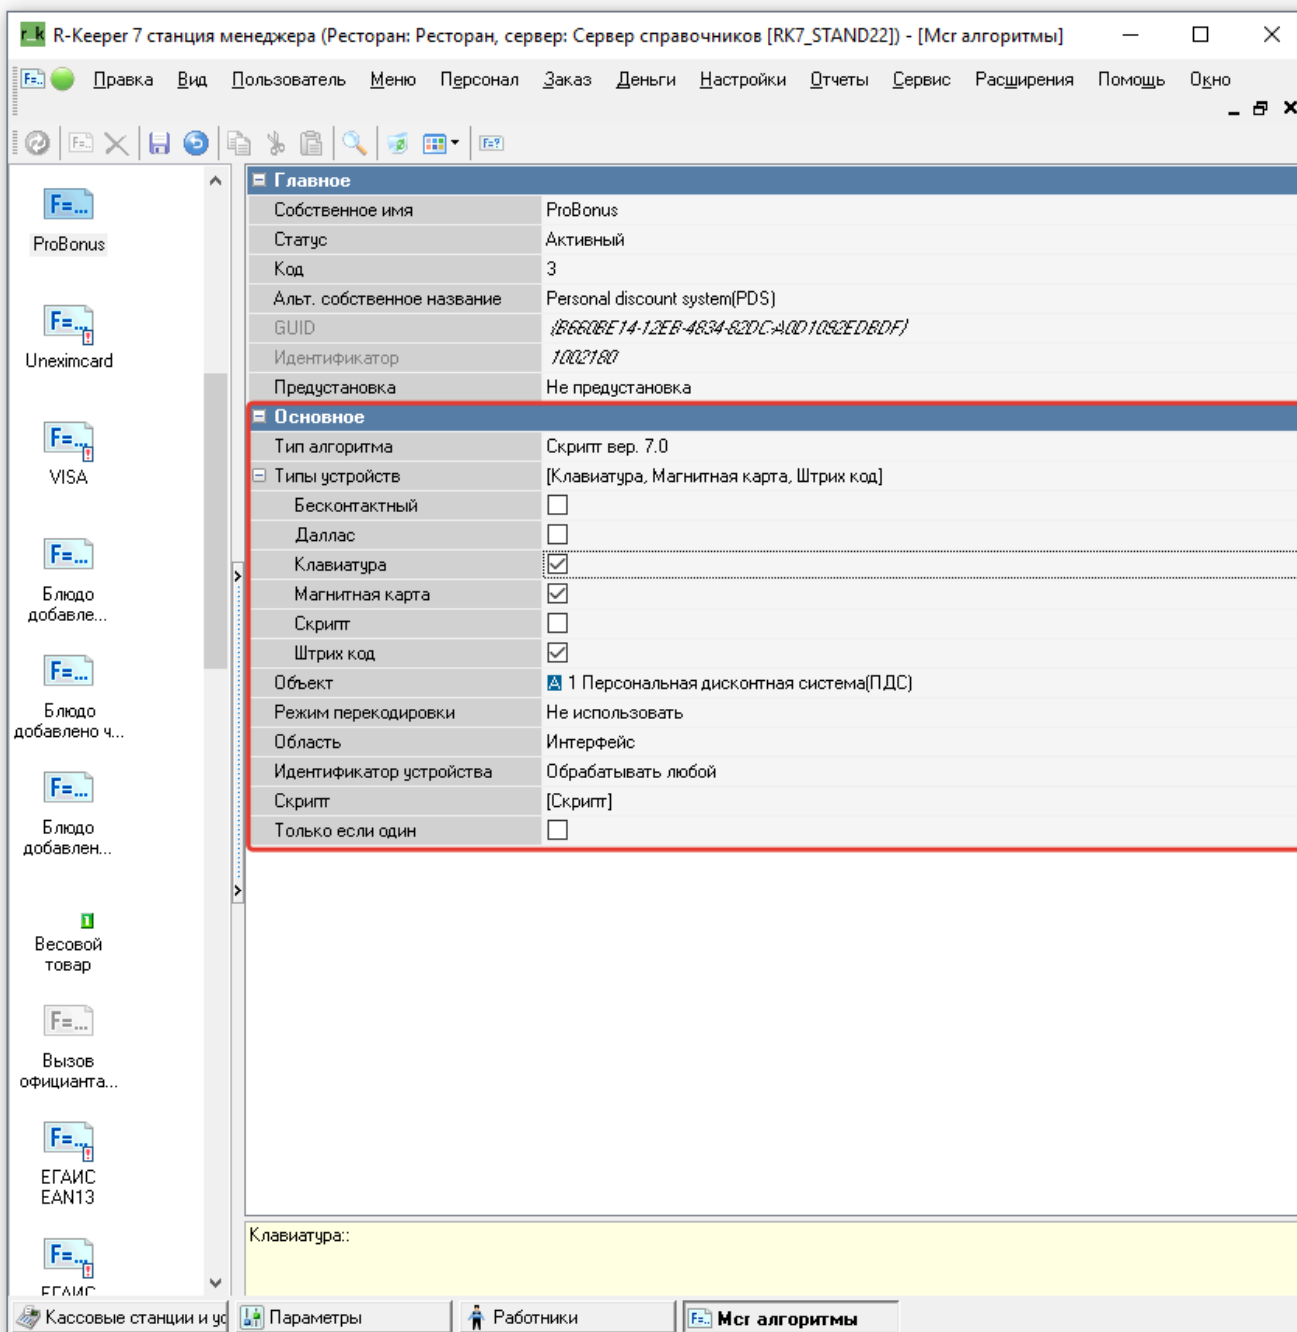 r_k R-Keeper 7 станция менеджера (Ресторан: Ресторан, сервер: Сервер справочников [RK7_STAND22]) - [Mcr алгоритмы]
F=.. Правка Вид Пользователь Меню Персонал Заказ Деньги Настройки Отчеты Сервис Расширения Помощь Окно
F=.. F=?
F=...
ProBonus
F=...
Uneximcard
F=...
VISA
F=...
Блюдо
добавле...
F=...
Блюдо
добавлено ч...
F=...
Блюдо
добавлен...
1
Весовой
товар
F=...
Вызов
официанта...
F=...
ЕГАИС
EAN13
F=...
ЕГАИС
Главное
Собственное имя ProBonus
Статус Активный
Код 3
Альт. собственное название Personal discount system(PDS)
GUID {B660BE14-12EB-4834-82DC-A0D1092EDBDF}
Идентификатор 1002180
Предустановка Не предустановка
Основное
Тип алгоритма Скрипт вер. 7.0
Типы устройств [Клавиатура, Магнитная карта, Штрих код]
Бесконтактный
Даллас
Клавиатура
Магнитная карта
Скрипт
Штрих код
Объект A 1 Персональная дисконтная система(ПДС)
Режим перекодировки Не использовать
Область Интерфейс
Идентификатор устройства Обрабатывать любой
Скрипт [Скрипт]
Только если один
Клавиатура::
Кассовые станции и ус Параметры Работники F=.. Mcr алгоритмы